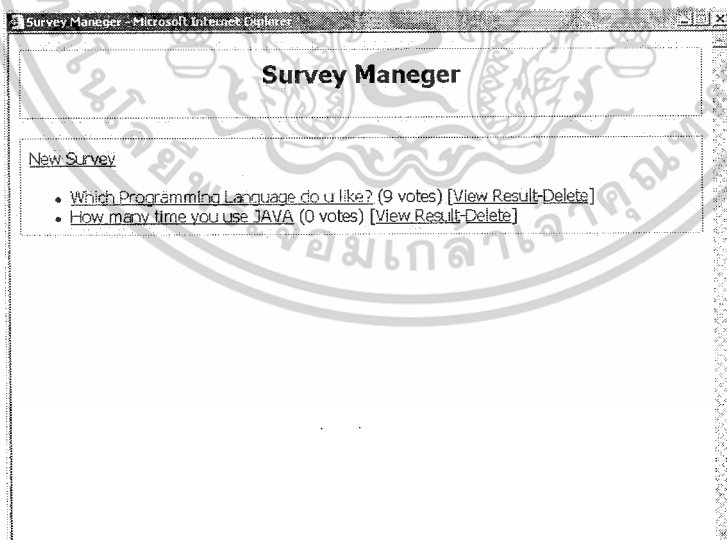 Survey Maneger - Microsoft Internet Explorer
Survey Maneger
New Survey
• Which Programming Language do u like? (9 votes) [View Result-Delete]
• How many time you use JAVA (0 votes) [View Result-Delete]